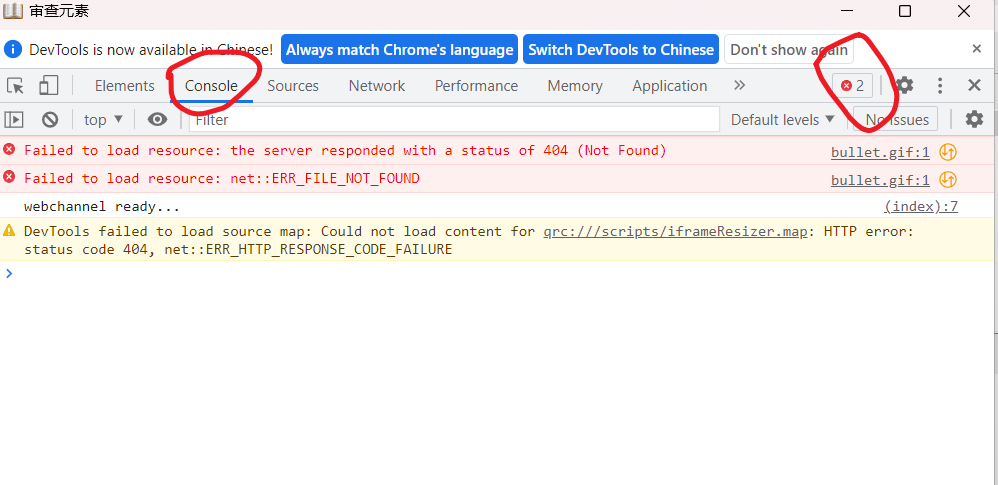 审查元素
DevTools is now available in Chinese! Always match Chrome's language Switch DevTools to Chinese Don't show again
Elements Console Sources Network Performance Memory Application 2
top Filter Default levels No Issues
Failed to load resource: the server responded with a status of 404 (Not Found) bullet.gif:1
Failed to load resource: net::ERR_FILE_NOT_FOUND bullet.gif:1
webchannel ready... (index):7
DevTools failed to load source map: Could not load content for qrc:///scripts/iframeResizer.map: HTTP error:
status code 404, net::ERR_HTTP_RESPONSE_CODE_FAILURE